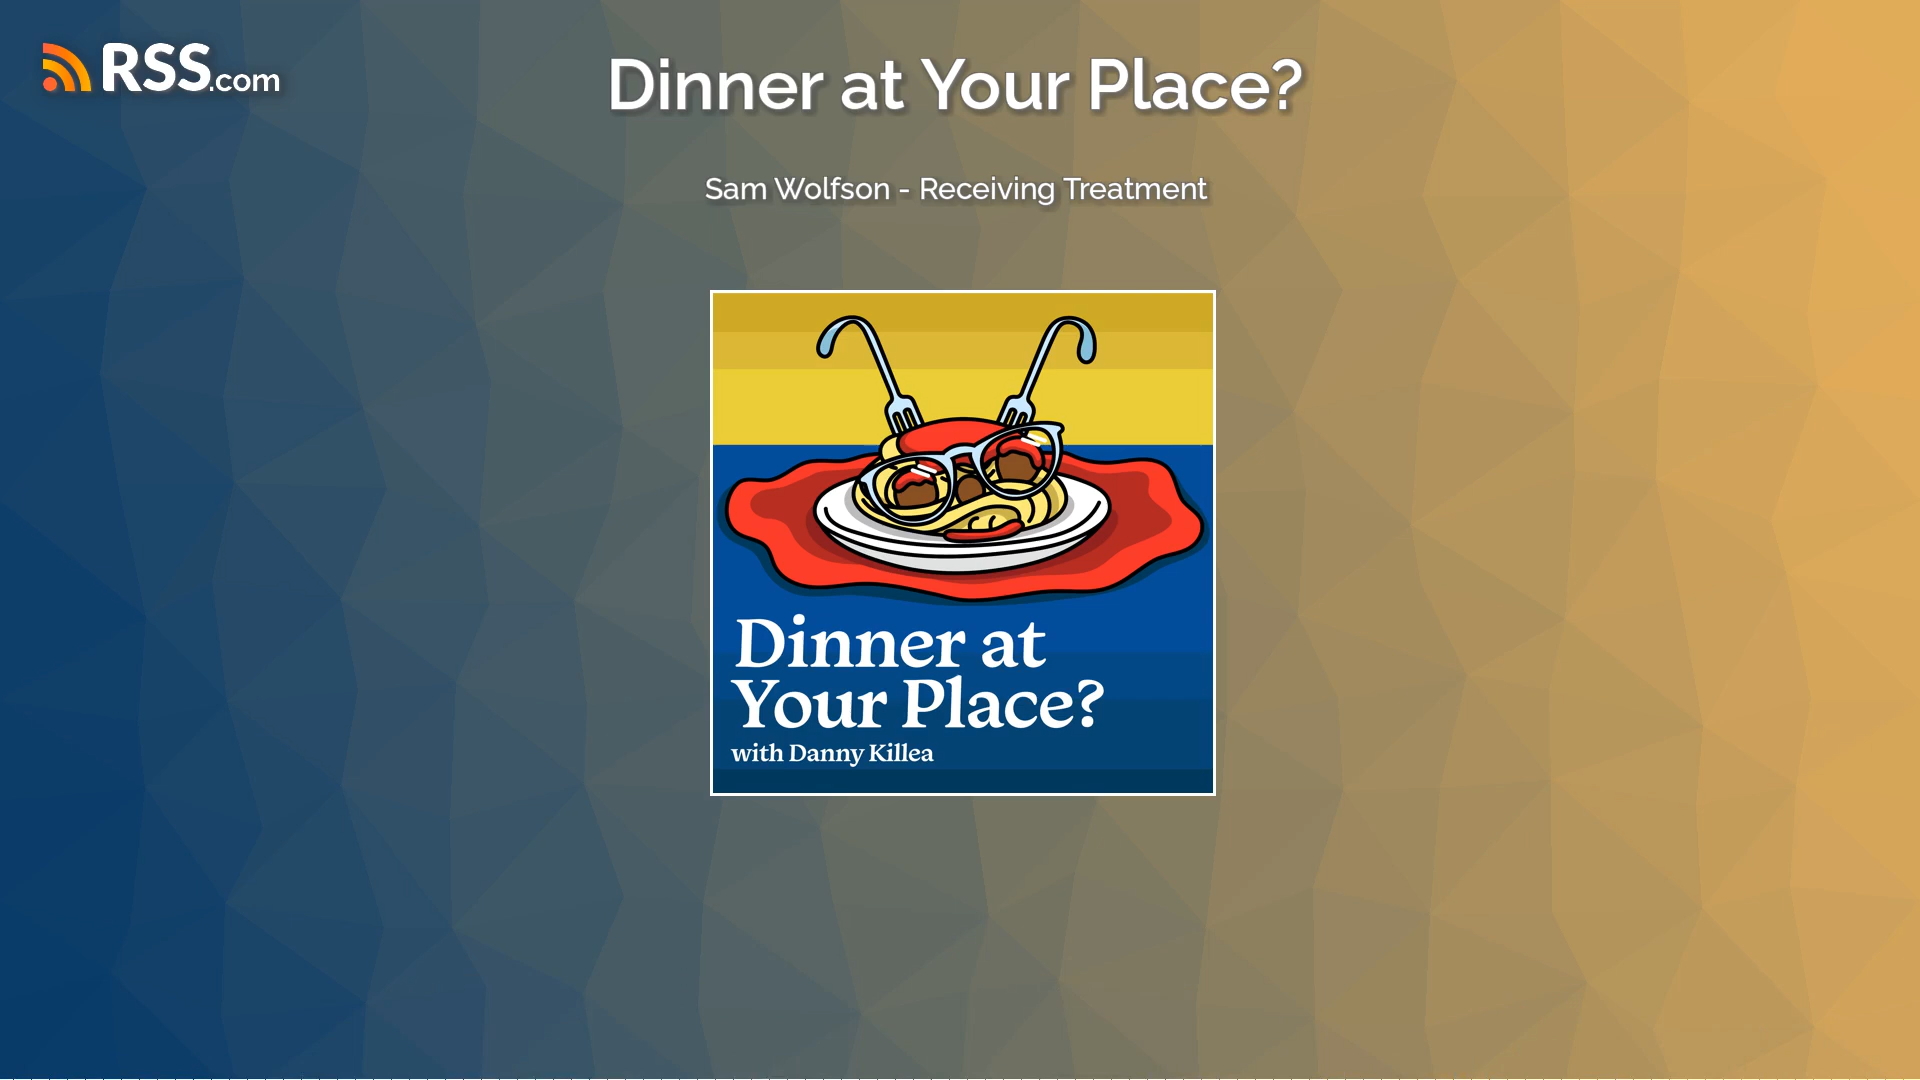 RSS.com
Dinner at Your Place?
Sam Wolfson - Receiving Treatment
Dinner at
Your Place?
with Danny Killea